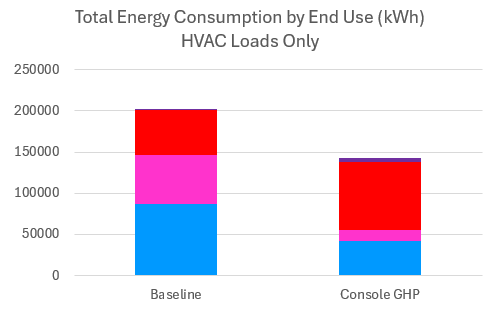 Total Energy Consumption by End Use (kWh)
HVAC Loads Only
250000
200000
150000
100000
50000
0
Baseline
Console GHP